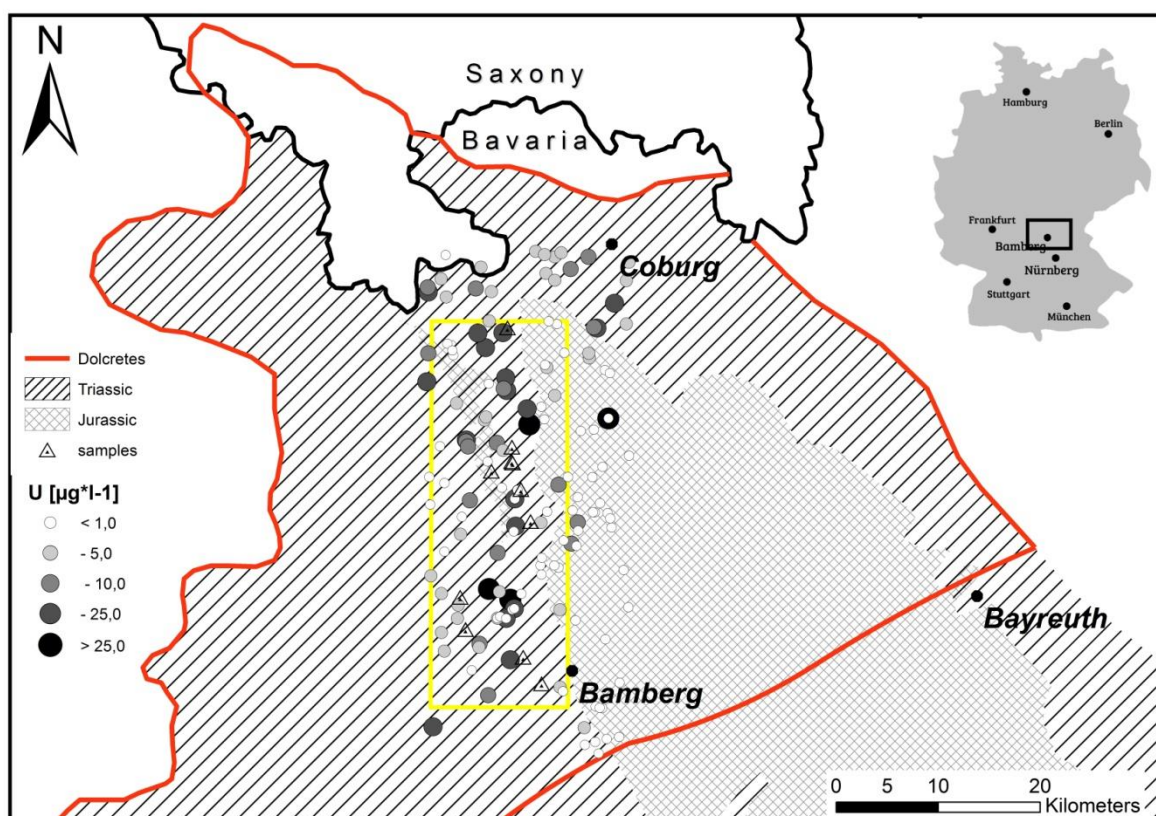 N
Saxony
Bavaria
Hamburg
Berlin
Frankfurt
Bamberg
Nürnberg
Stuttgart
München
Coburg
Dolcretes
Triassic
Jurassic
samples
U [µg*l-1]
< 1,0
- 5,0
- 10,0
- 25,0
> 25,0
Bayreuth
Bamberg
0 5 10 20
Kilometers